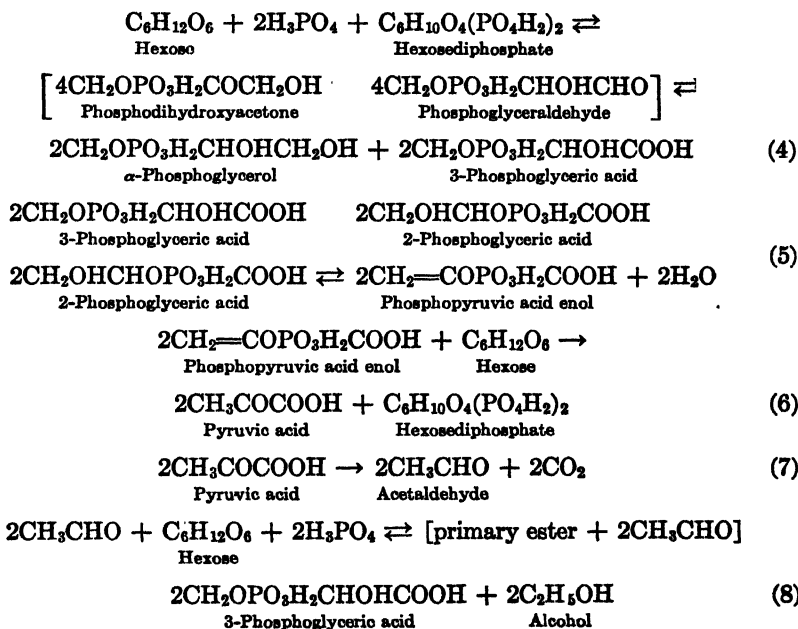 C₆H₁₂O₆ + 2H₃PO₄ + C₆H₁₀O₄(PO₄H₂)₂ ⇄
Hexose Hexosediphosphate
[4CH₂OPO₃H₂COCH₂OH 4CH₂OPO₃H₂CHOHCHO] ⇄
Phosphodihydroxyacetone Phosphoglyceraldehyde
2CH₂OPO₃H₂CHOHCH₂OH + 2CH₂OPO₃H₂CHOHCOOH (4)
α-Phosphoglycerol 3-Phosphoglyceric acid
2CH₂OPO₃H₂CHOHCOOH 2CH₂OHCHOPO₃H₂COOH
3-Phosphoglyceric acid 2-Phosphoglyceric acid
(5)
2CH₂OHCHOPO₃H₂COOH ⇄ 2CH₂=COPO₃H₂COOH + 2H₂O
2-Phosphoglyceric acid Phosphopyruvic acid enol
2CH₂=COPO₃H₂COOH + C₆H₁₂O₆ →
Phosphopyruvic acid enol Hexose
2CH₃COCOOH + C₆H₁₀O₄(PO₄H₂)₂ (6)
Pyruvic acid Hexosediphosphate
2CH₃COCOOH → 2CH₃CHO + 2CO₂ (7)
Pyruvic acid Acetaldehyde
2CH₃CHO + C₆H₁₂O₆ + 2H₃PO₄ ⇄ [primary ester + 2CH₃CHO]
Hexose
2CH₂OPO₃H₂CHOHCOOH + 2C₂H₅OH (8)
3-Phosphoglyceric acid Alcohol